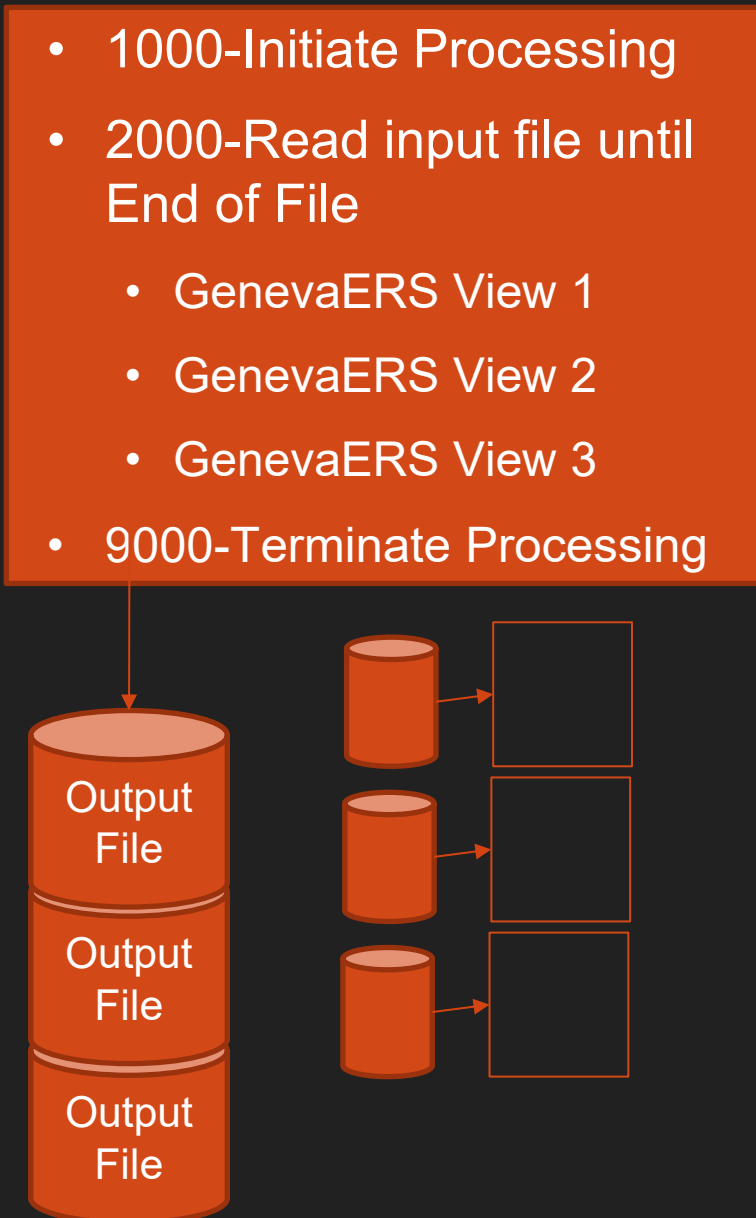 • 1000-Initiate Processing
• 2000-Read input file until
End of File
• GenevaERS View 1
• GenevaERS View 2
• GenevaERS View 3
• 9000-Terminate Processing
Output
File
Output
File
Output
File